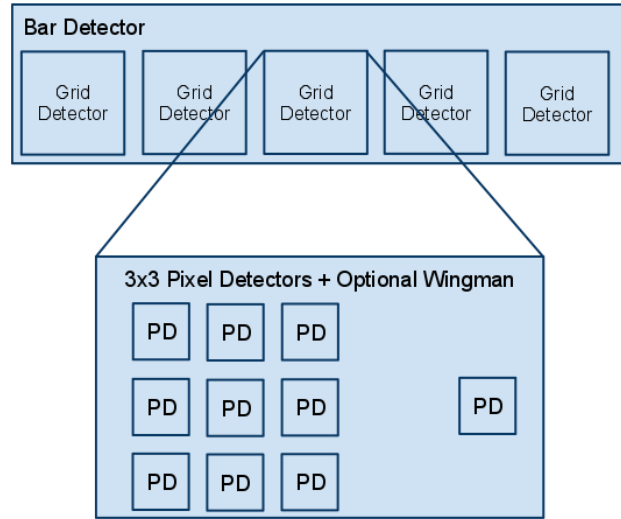 Bar Detector
Grid Detector
Grid Detector
Grid Detector
Grid Detector
Grid Detector
3x3 Pixel Detectors + Optional Wingman
PD PD PD
PD PD PD PD
PD PD PD